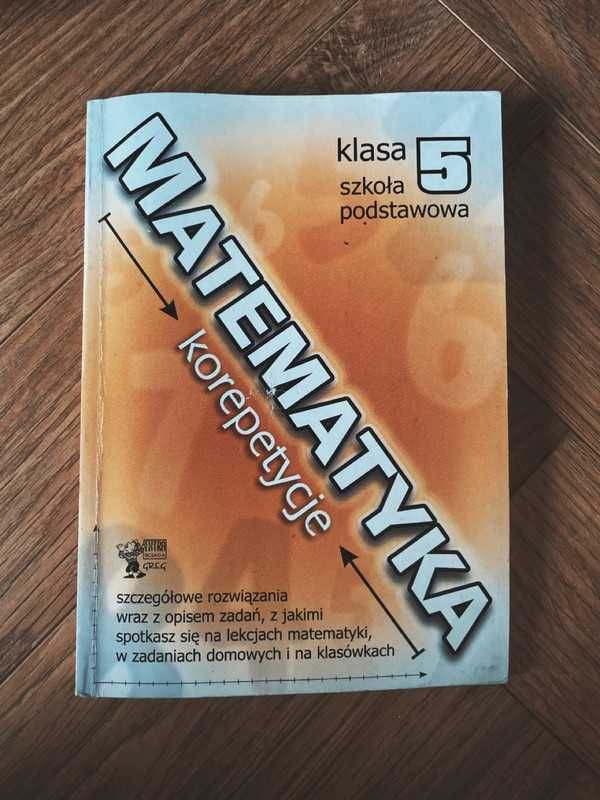 klasa 5
szkoła
podstawowa
MATEMATYKA
korepetycje
GREG
szczegółowe rozwiązania
wraz z opisem zadań, z jakimi
spotkasz się na lekcjach matematyki,
w zadaniach domowych i na klasówkach